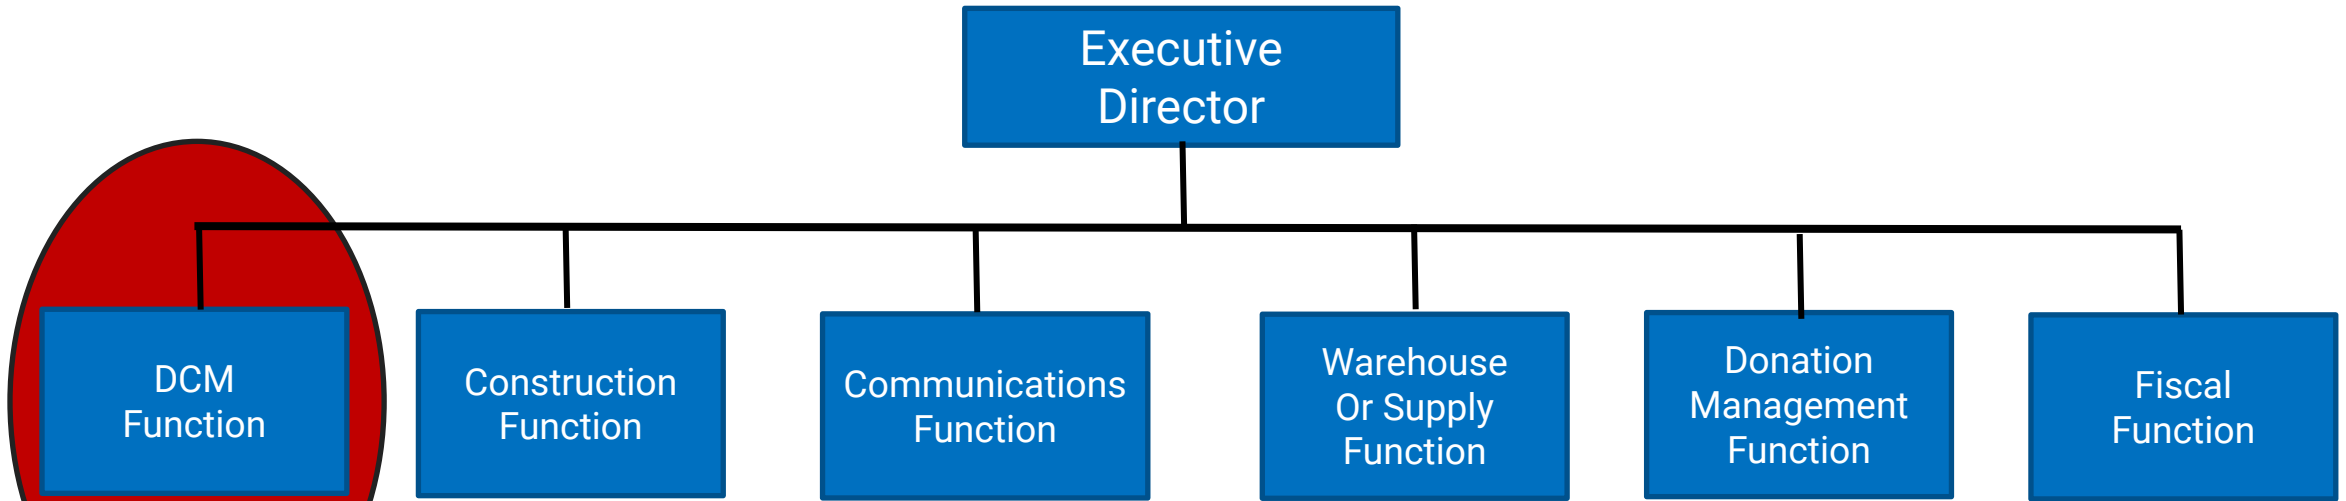 Executive
Director
DCM
Function
Construction
Function
Communications
Function
Warehouse
Or Supply
Function
Donation
Management
Function
Fiscal
Function